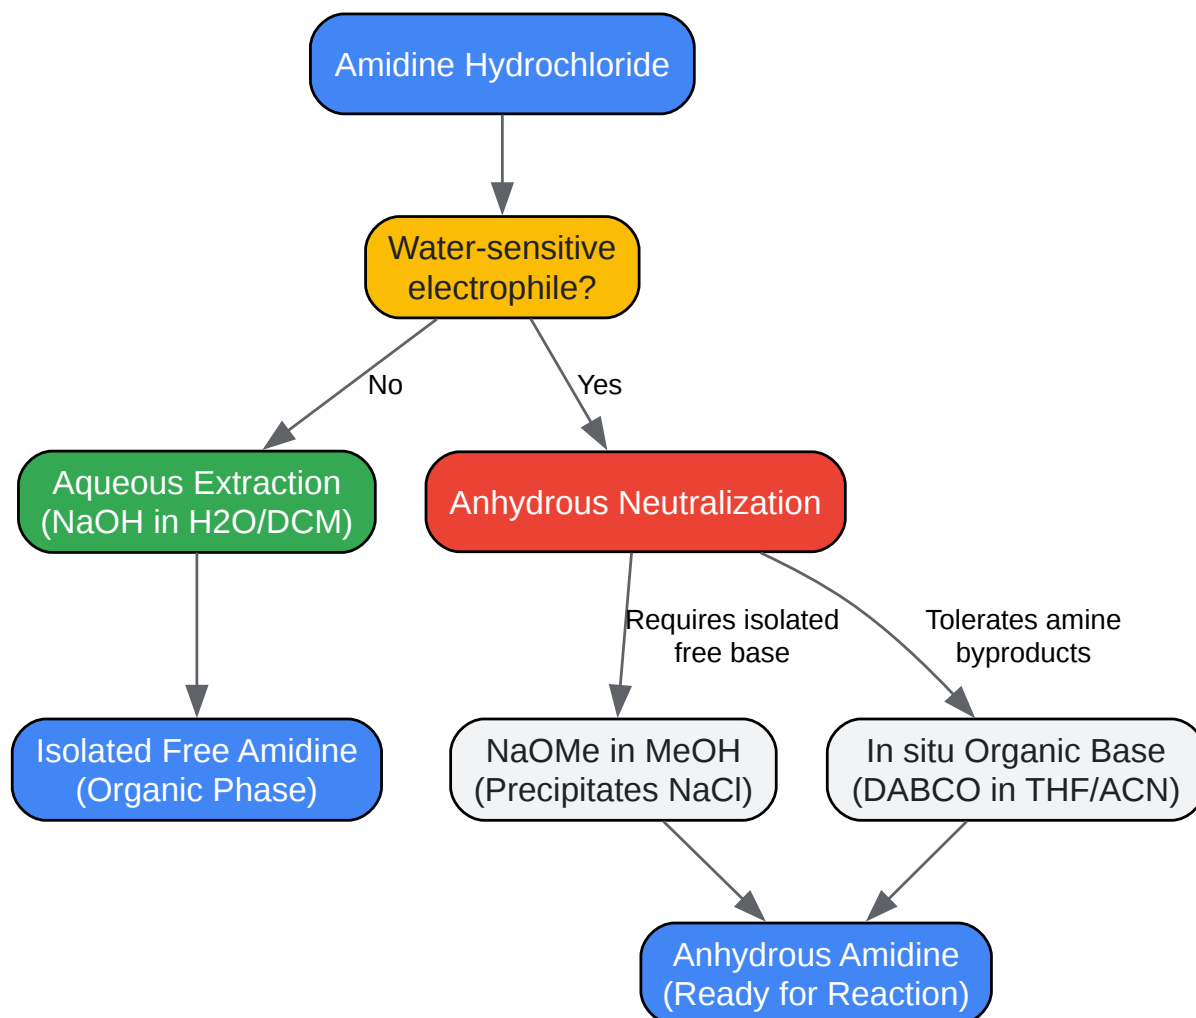 Amidine Hydrochloride
Water-sensitive
electrophile?
No
Yes
Aqueous Extraction
(NaOH in H2O/DCM)
Anhydrous Neutralization
Requires isolated
free base
Tolerates amine
byproducts
Isolated Free Amidine
(Organic Phase)
NaOMe in MeOH
(Precipitates NaCl)
In situ Organic Base
(DABCO in THF/ACN)
Anhydrous Amidine
(Ready for Reaction)